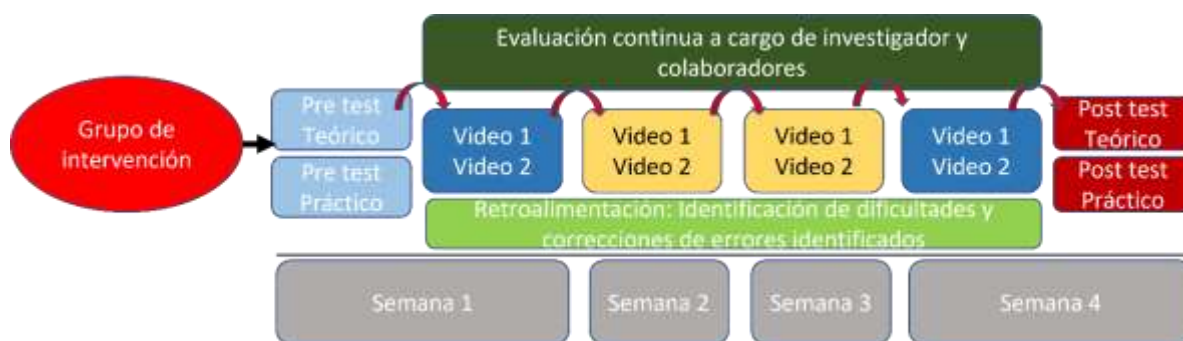 Evaluación continua a cargo de investigador y
colaboradores
Grupo de
intervención
Pre test
Teórico
Pre test
Práctico
Video 1
Video 2
Video 1
Video 2
Video 1
Video 2
Video 1
Video 2
Post test
Teórico
Post test
Práctico
Retroalimentación: Identificación de dificultades y
correcciones de errores identificados
Semana 1
Semana 2
Semana 3
Semana 4